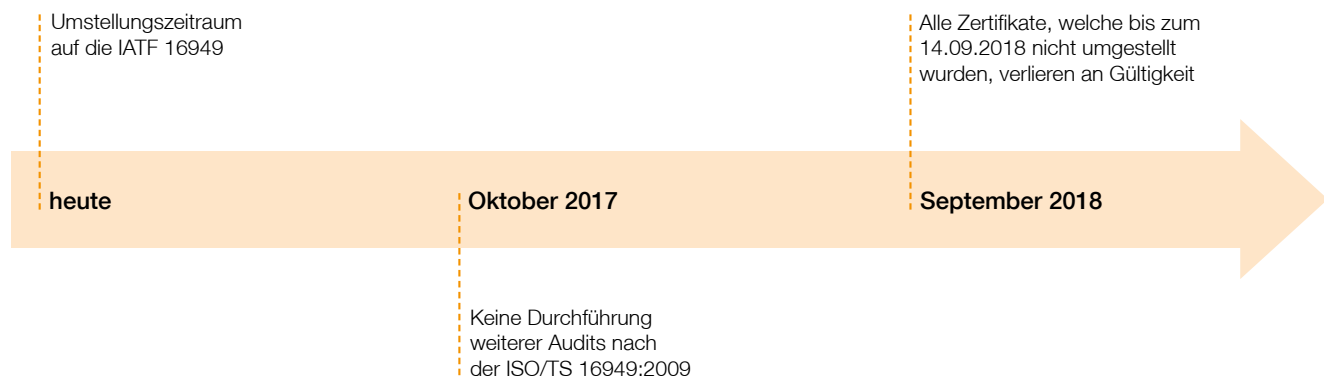 Umstellungszeitraum
auf die IATF 16949
Alle Zertifikate, welche bis zum
14.09.2018 nicht umgestellt
wurden, verlieren an Gültigkeit
heute
Oktober 2017
September 2018
Keine Durchführung
weiterer Audits nach
der ISO/TS 16949:2009